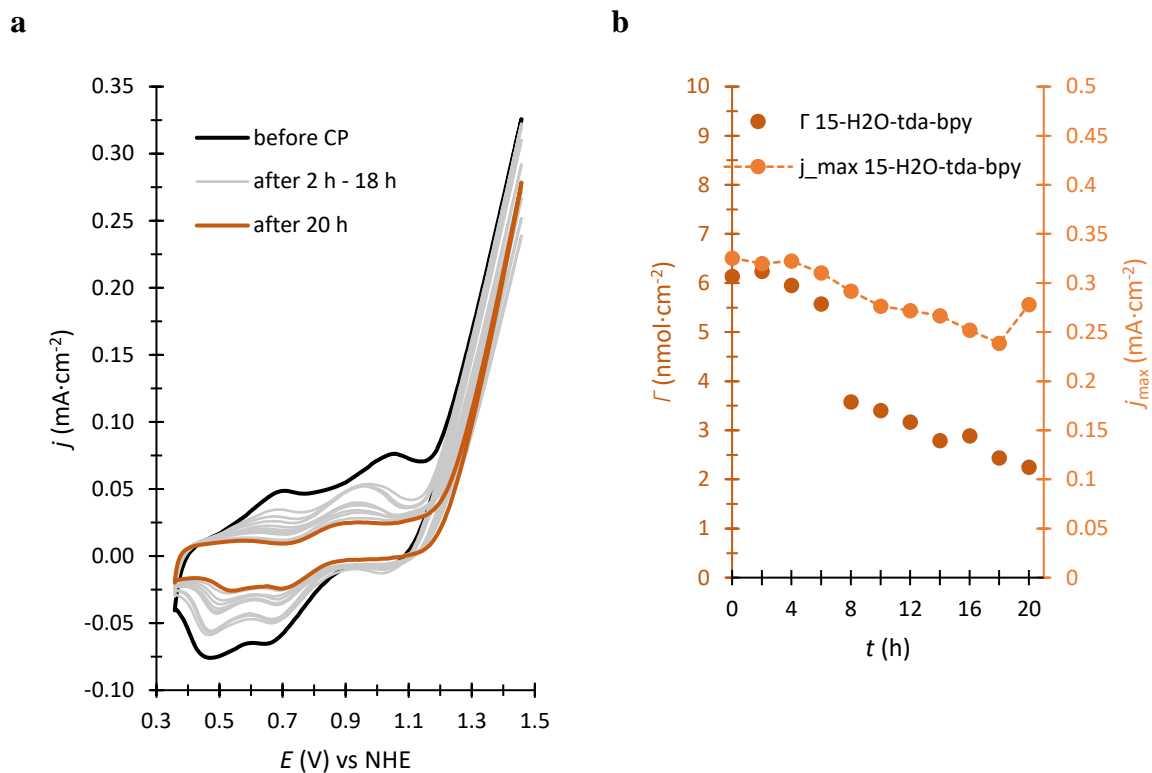 a
0.35
0.30
0.25
0.20
0.15
0.10
0.05
0.00
-0.05
-0.10
j (mA·cm-2)
before CP
after 2 h - 18 h
after 20 h
0.3 0.5 0.7 0.9 1.1 1.3 1.5
E (V) vs NHE
b
10
9
8
7
6
5
4
3
2
1
0
Γ (nmol·cm-2)
Γ 15-H2O-tda-bpy
j_max 15-H2O-tda-bpy
0.5
0.45
0.4
0.35
0.3
0.25
0.2
0.15
0.1
0.05
0
jmax (mA·cm-2)
0 4 8 12 16 20
t (h)